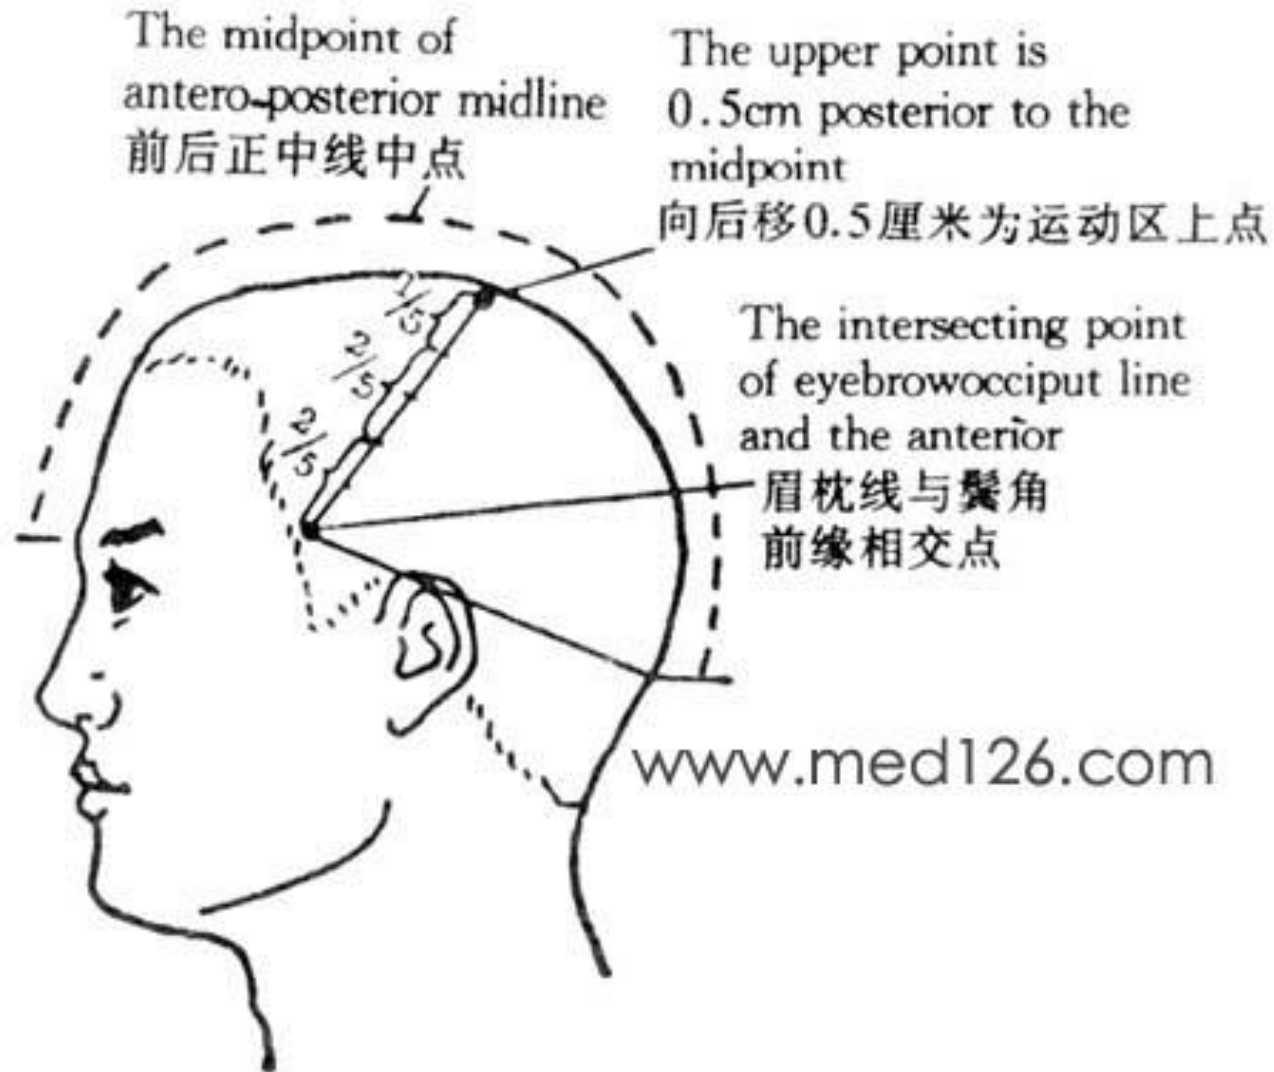 The midpoint of
antero-posterior midline
前后正中线中点
The upper point is
0.5cm posterior to the
midpoint
向后移0.5厘米为运动区上点
1/5
2/5
2/5
The intersecting point
of eyebrowocciput line
and the anterior
眉枕线与鬓角
前缘相交点
www.med126.com